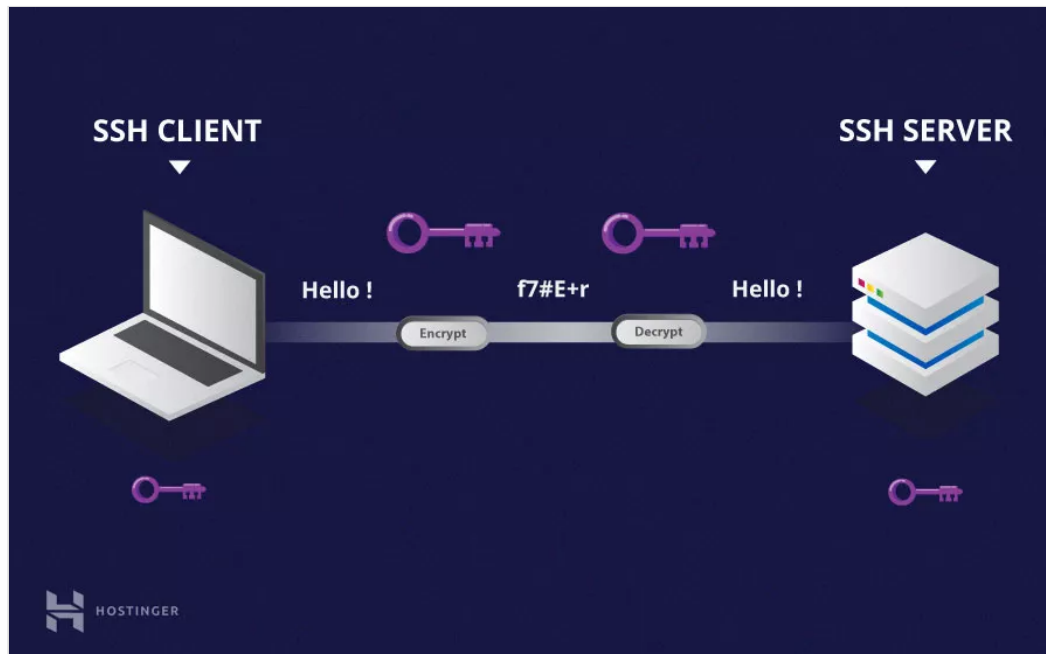 SSH CLIENT
SSH SERVER
Hello !
f7#E+r
Hello !
Encrypt
Decrypt
HOSTINGER